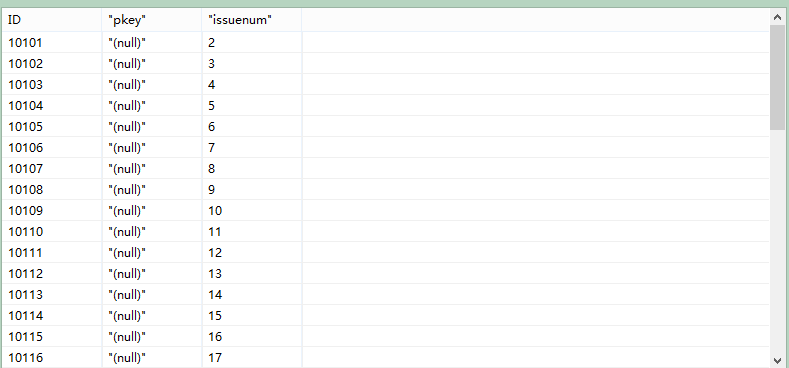 ID "pkey" "issuenum"
10101 "(null)" 2
10102 "(null)" 3
10103 "(null)" 4
10104 "(null)" 5
10105 "(null)" 6
10106 "(null)" 7
10107 "(null)" 8
10108 "(null)" 9
10109 "(null)" 10
10110 "(null)" 11
10111 "(null)" 12
10112 "(null)" 13
10113 "(null)" 14
10114 "(null)" 15
10115 "(null)" 16
10116 "(null)" 17